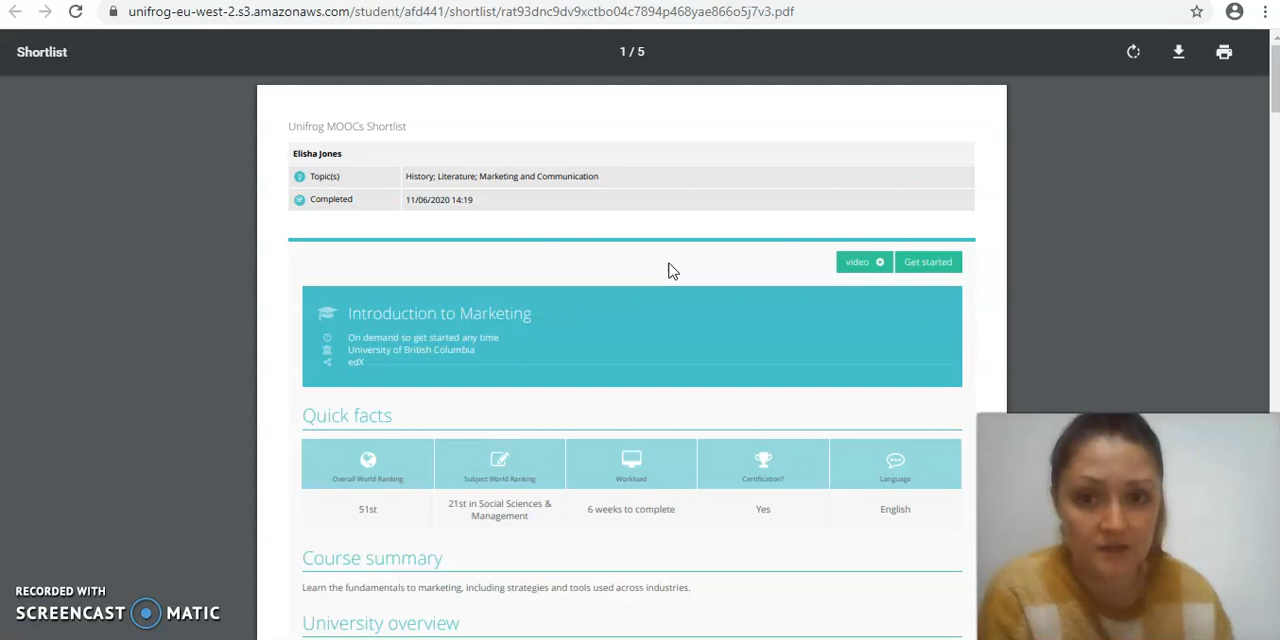 unifrog-eu-west-2.s3.amazonaws.com/student/afd441/shortlist/rat93dnc9dv9xctbo04c7894p468yae866o5j7v3.pdf
Shortlist
1 / 5
Unifrog MOOCs Shortlist
Elisha Jones
Topic(s) History; Literature; Marketing and Communication
Completed 11/06/2020 14:19
video Get started
Introduction to Marketing
On demand so get started any time
University of British Columbia
edX
Quick facts
Overall World Ranking Subject World Ranking Workload Certification? Language
51st 21st in Social Sciences & Management 6 weeks to complete Yes English
Course summary
Learn the fundamentals to marketing, including strategies and tools used across industries.
University overview
RECORDED WITH
SCREENCAST MATIC